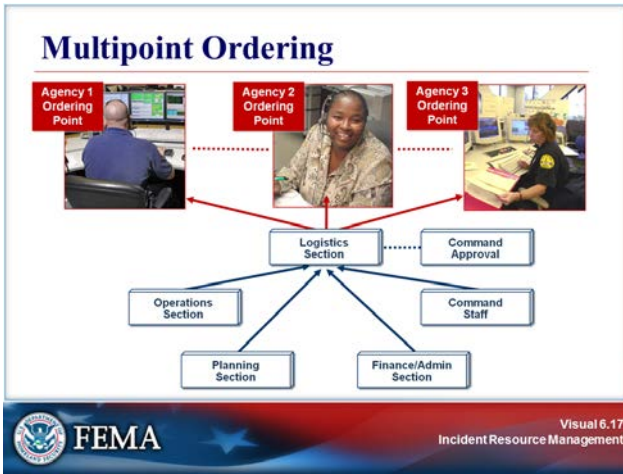 Multipoint Ordering
Agency 1
Ordering
Point
Agency 2
Ordering
Point
Agency 3
Ordering
Point
Logistics
Section
Command
Approval
Operations
Section
Command
Staff
Planning
Section
Finance/Admin
Section
FEMA
Visual 6.17
Incident Resource Management